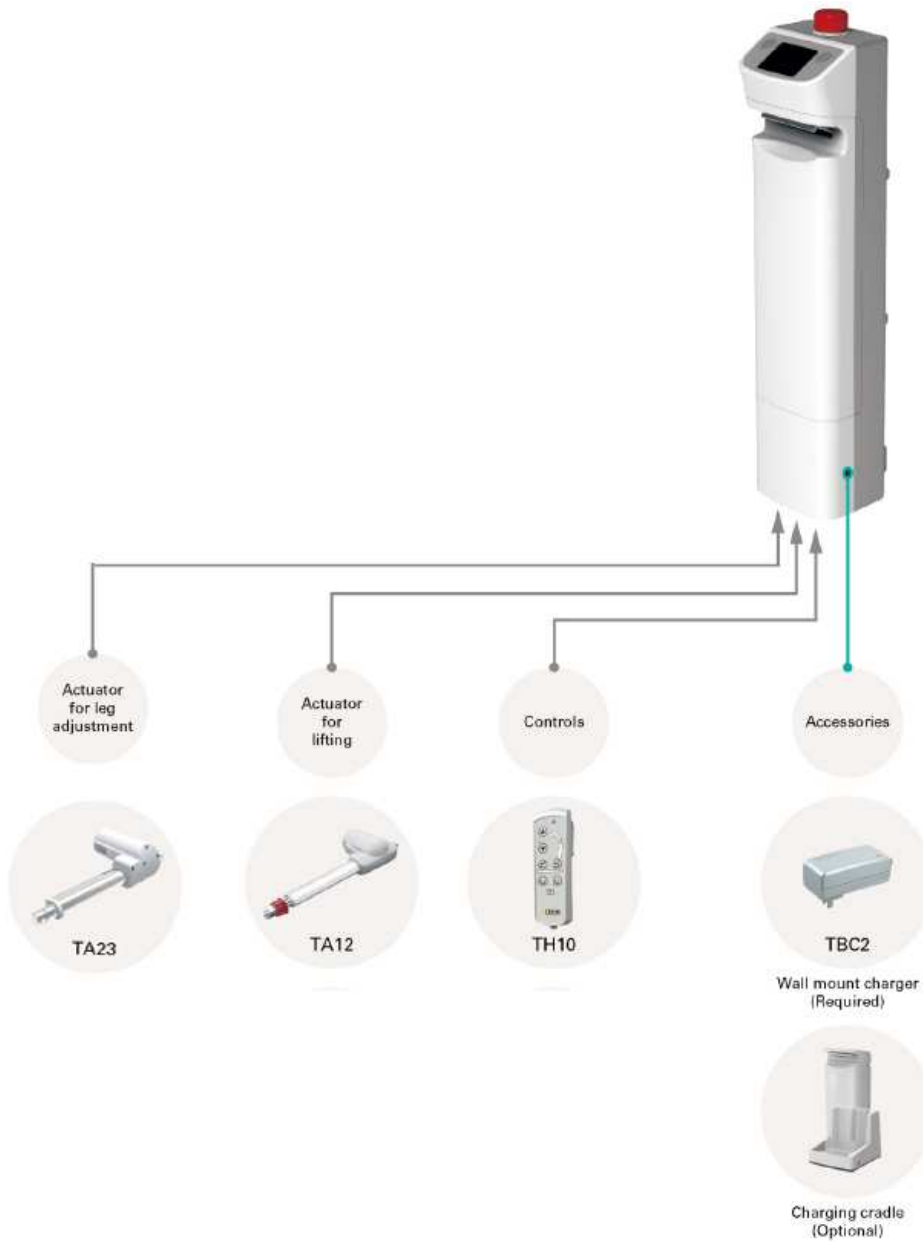 Actuator
for leg
adjustment
Actuator
for
lifting
Controls
Accessories
TA23
TA12
TH10
TBC2
Wall mount charger
(Required)
Charging cradle
(Optional)